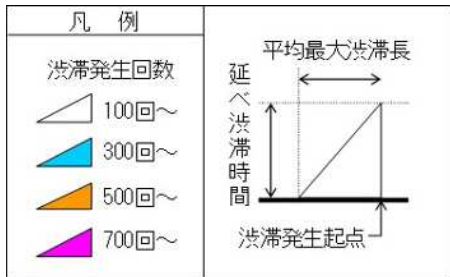 凡 例
渋滞発生回数
100回～
300回～
500回～
700回～
平均最大渋滞長
延べ渋滞時間
渋滞発生起点